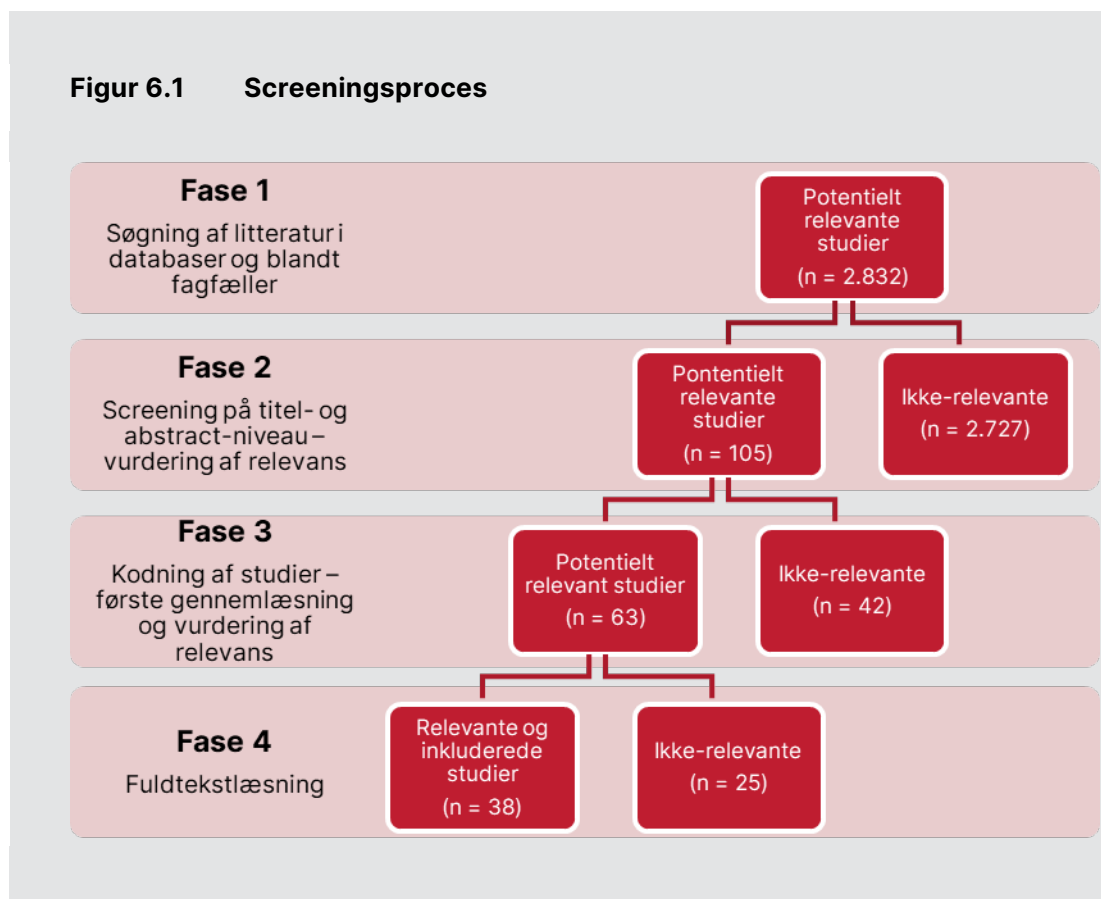 Figur 6.1 Screeningsproces
Fase 1
Søgning af litteratur i
databaser og blandt
fagfæller
Potentielt
relevante
studier
(n = 2.832)
Fase 2
Screening på titel- og
abstract-niveau –
vurdering af relevans
Pontentielt
relevante
studier
(n = 105)
Ikke-relevante
(n = 2.727)
Fase 3
Kodning af studier –
første gennemlæsning
og vurdering af
relevans
Potentielt
relevant studier
(n = 63)
Ikke-relevante
(n = 42)
Fase 4
Fuldtekstlæsning
Relevante og
inkluderede
studier
(n = 38)
Ikke-relevante
(n = 25)